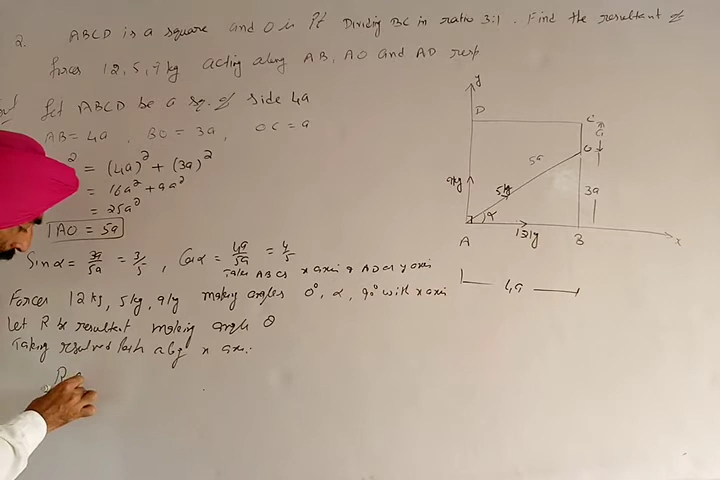 2. ABCD is a square and O is Pt Dividing BC in ratio 3:1. Find the resultant of
forces 12, 5, 9 kg acting along AB, AO and AD resp
Let ABCD be a sq. of side 4a
AB = 4a, BO = 3a, OC = a
2 = (4a)² + (3a)²
= 16a² + 9a²
= 25a²
AO = 5a
Sinα = 3a/5a = 3/5, Cosα = 4a/5a = 4/5
Taking AB as x axis & AD as y axis
Forces 12 kg, 5 kg, 9 kg making angles 0°, α, 90° with x axis
Let R be resultant making angle θ
Taking resolved parts along x axis.
R
y
D
C
a
O
5a
9kg
5kg
3a
α
A
12kg
B
x
4a